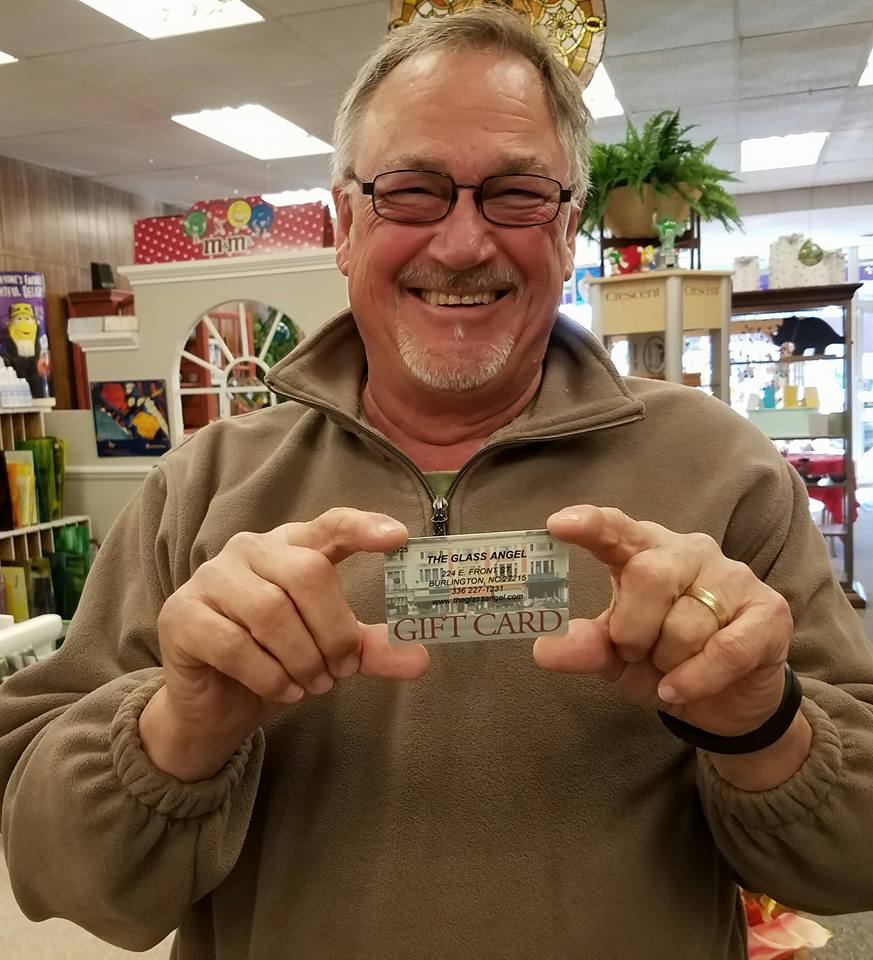 m&m's
Crescent
Crescent
THE GLASS ANGEL
224 E. FRONT ST
BURLINGTON, NC 27215
336 227-1231
www.theglassangel.com
GIFT CARD